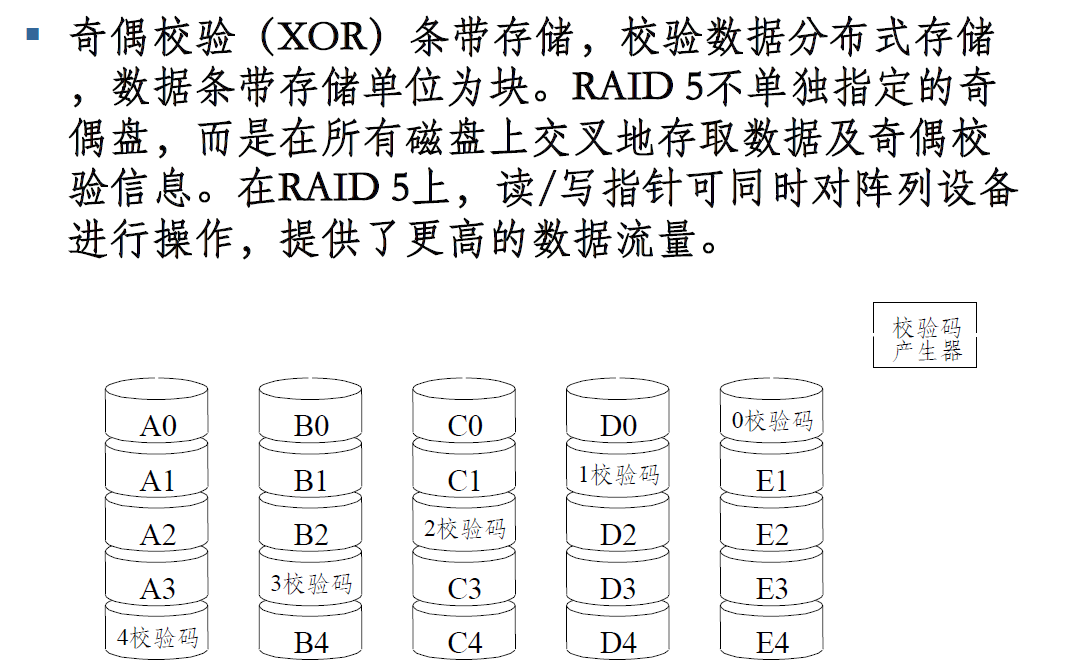 奇偶校验（XOR）条带存储，校验数据分布式存储
，数据条带存储单位为块。RAID 5不单独指定的奇
偶盘，而是在所有磁盘上交叉地存取数据及奇偶校
验信息。在RAID 5上，读/写指针可同时对阵列设备
进行操作，提供了更高的数据流量。
校验码
产生器
A0 B0 C0 D0 0校验码
A1 B1 C1 1校验码 E1
A2 B2 2校验码 D2 E2
A3 3校验码 C3 D3 E3
4校验码 B4 C4 D4 E4